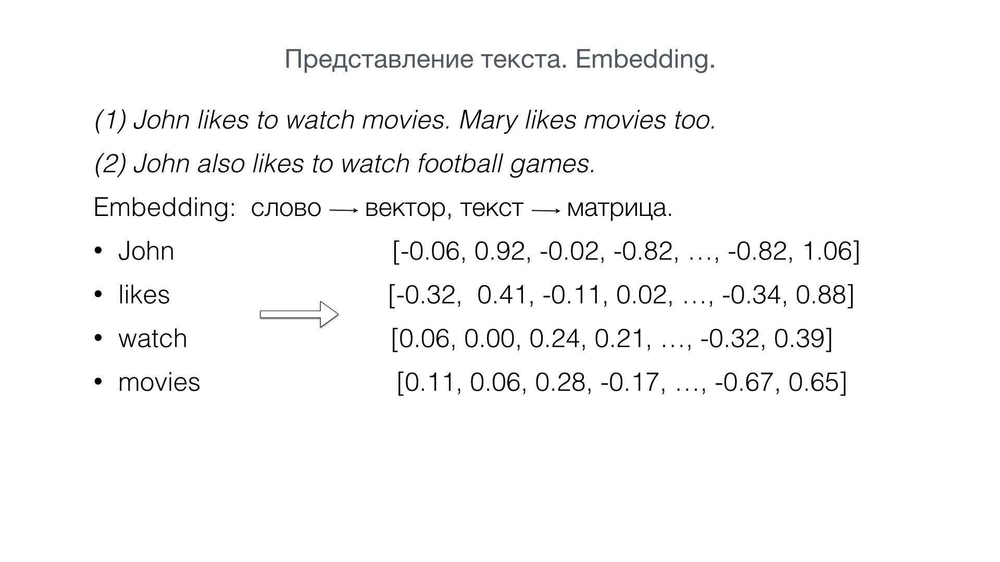 Представление текста. Embedding.
(1) John likes to watch movies. Mary likes movies too.
(2) John also likes to watch football games.
Embedding: слово → вектор, текст → матрица.
• John [-0.06, 0.92, -0.02, -0.82, …, -0.82, 1.06]
• likes [-0.32, 0.41, -0.11, 0.02, …, -0.34, 0.88]
• watch [0.06, 0.00, 0.24, 0.21, …, -0.32, 0.39]
• movies [0.11, 0.06, 0.28, -0.17, …, -0.67, 0.65]